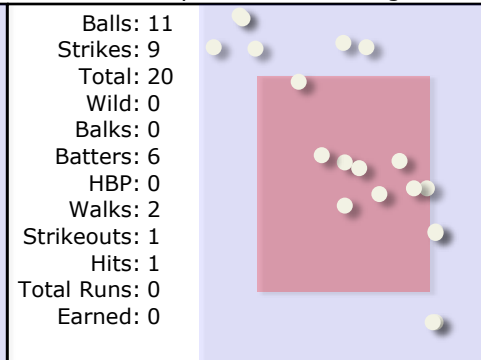 Balls: 11
Strikes: 9
Total: 20
Wild: 0
Balks: 0
Batters: 6
HBP: 0
Walks: 2
Strikeouts: 1
Hits: 1
Total Runs: 0
Earned: 0